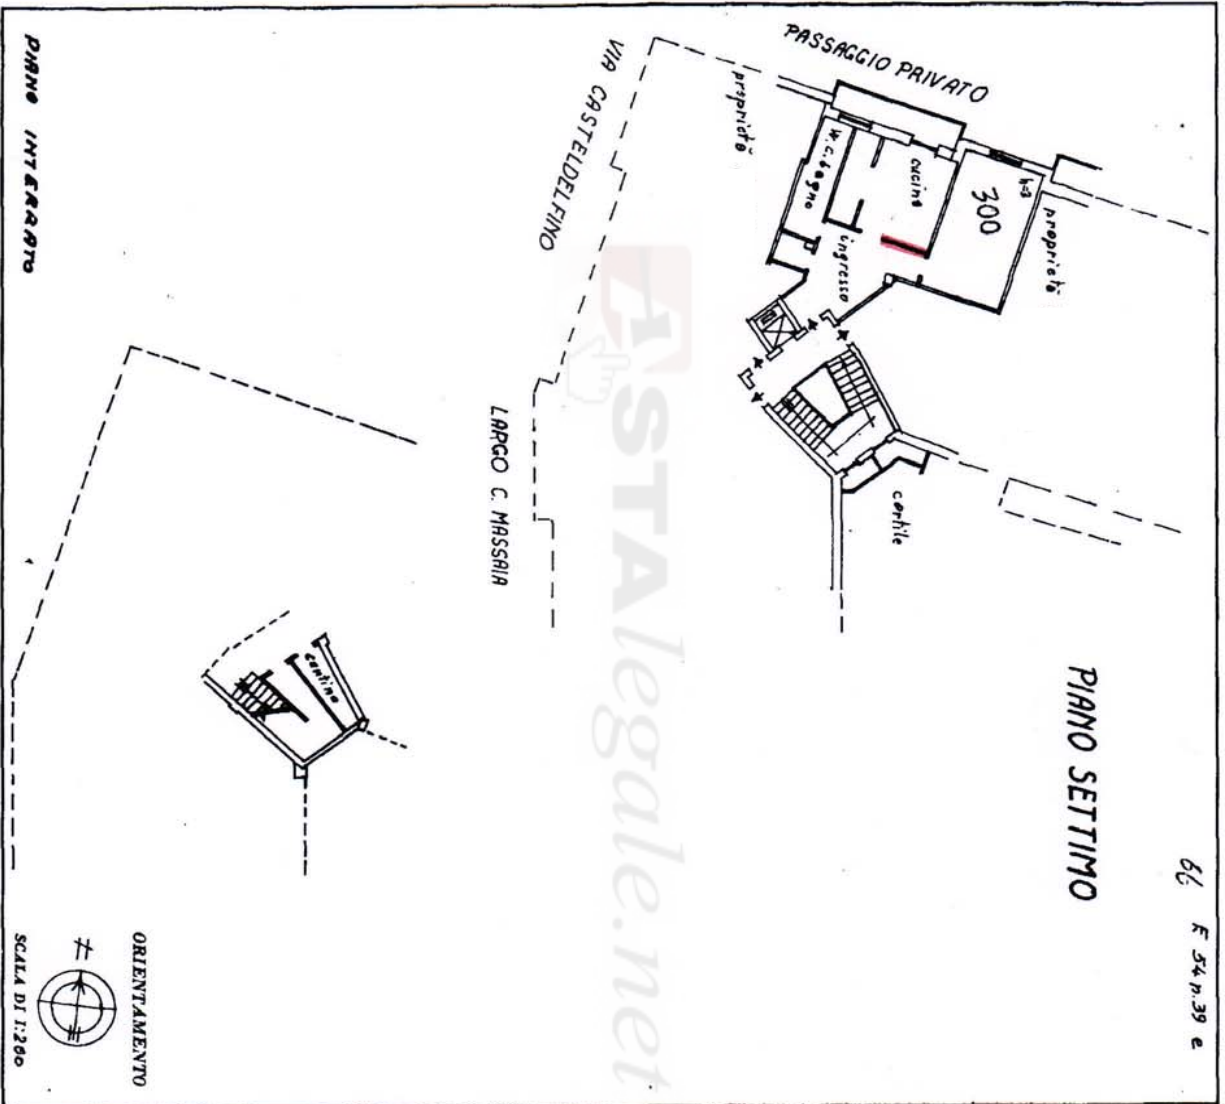 66 F 54 n.39 e
PIANO SETTIMO
PASSAGGIO PRIVATO
proprietà
VIA CASTELDELFINO
W.C. bagno
cucina
h=3
300
proprietà
ingresso
cortile
LARGO C. MASSAIA
ASTAlegale.net
PIANO INTERRATO
cantina
ORIENTAMENTO
SCALA DI 1:200